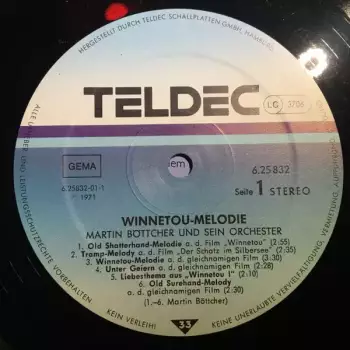 HERGESTELLT DURCH TELDEC SCHALLPLATTEN GMBH, HAMBURG
TELDEC
LC 3706
GEMA
6.25832-01-1
1971
em
6.25832
Seite 1 STEREO
WINNETOU-MELODIE
MARTIN BÖTTCHER UND SEIN ORCHESTER
1. Old Shatterhand-Melodie a. d. Film „Winnetou" (2:55)
2. Tramp-Melody a. d. Film „Der Schatz im Silbersee" (2:35)
3. Winnetou-Melodie a. d. gleichnamigen Film (3:30)
4. Unter Geiern a. d. gleichnamigen Film (2:28)
5. Liebesthema aus „Winnetou I" (2:10)
6. Old Surehand-Melody
a. d. gleichnamigen Film (2:30)
(1.-6. Martin Böttcher)
KEIN VERLEIH!
33
KEINE UNERLAUBTE VERVIELFÄLTIGUNG,